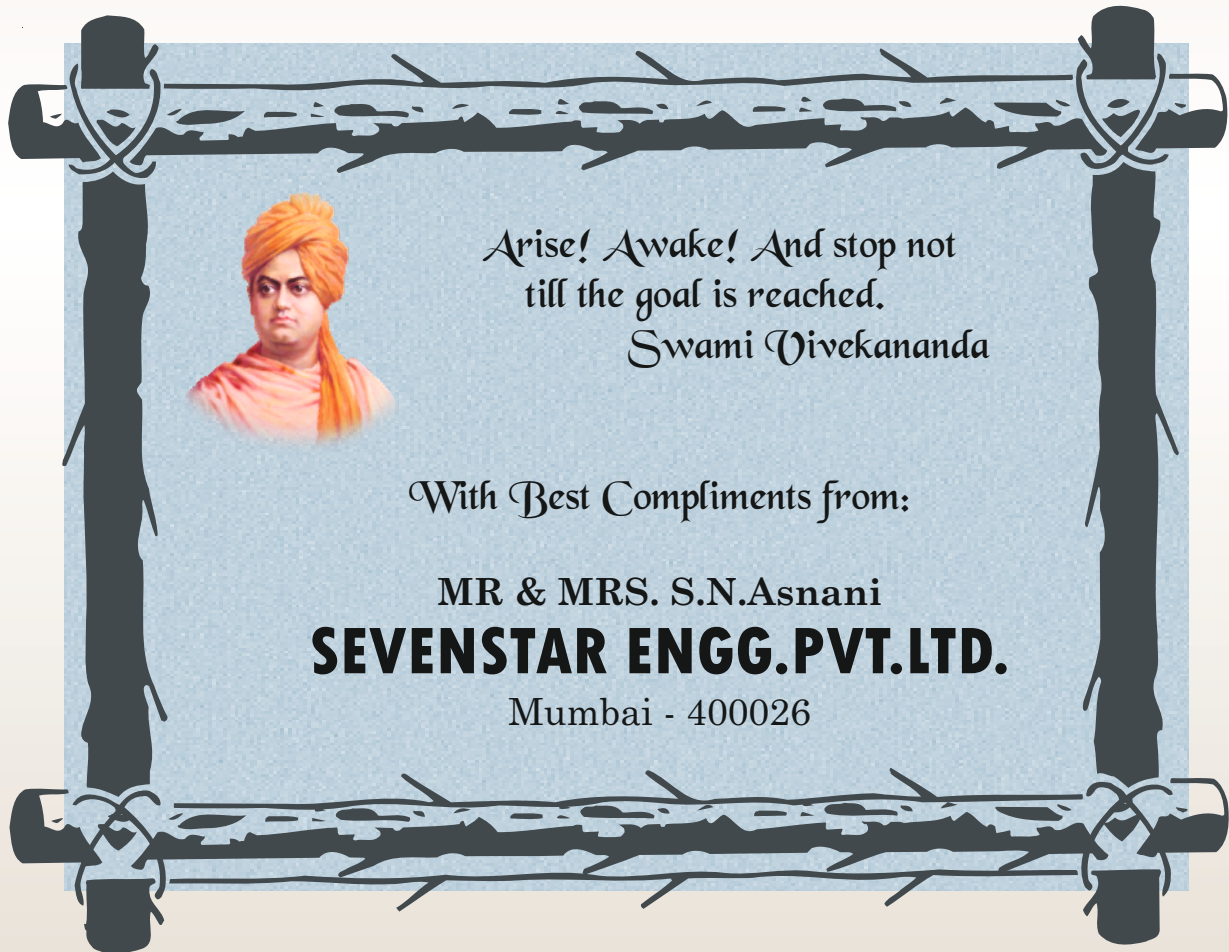 Arise! Awake! And stop not
till the goal is reached.
Swami Vivekananda
With Best Compliments from:
MR & MRS. S.N.Asnani
SEVENSTAR ENGG.PVT.LTD.
Mumbai - 400026